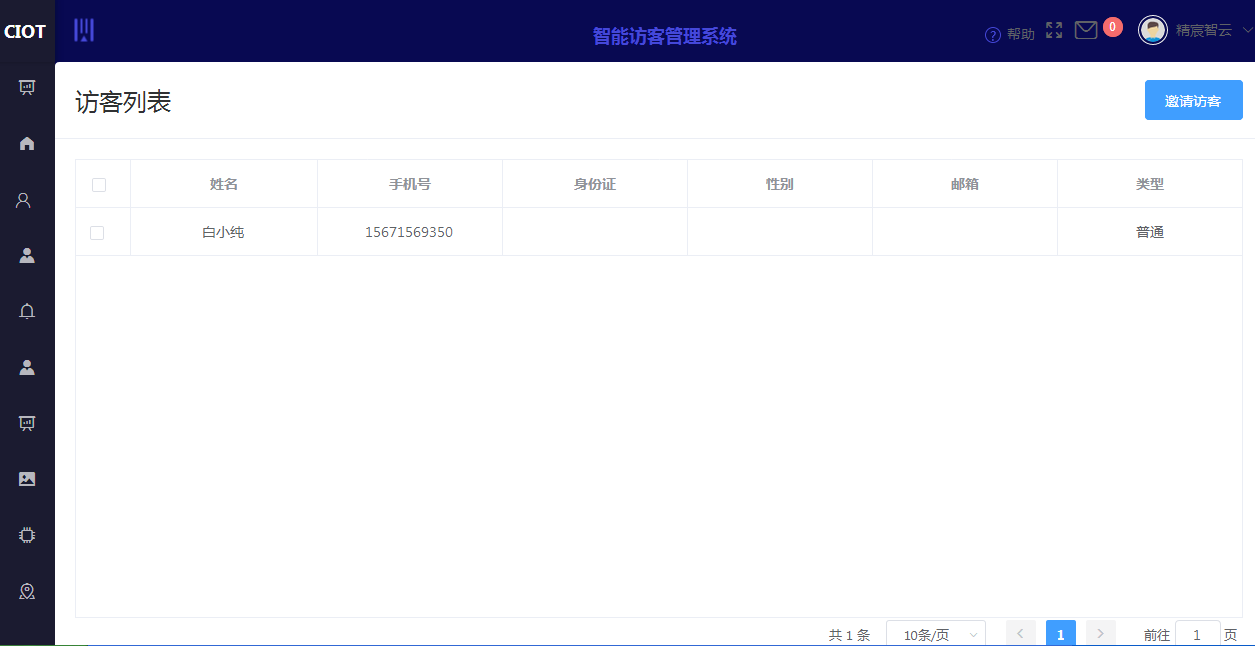 CIOT 智能访客管理系统 帮助 0 精宸智云
访客列表 邀请访客
姓名 手机号 身份证 性别 邮箱 类型
白小纯 15671569350 普通
共 1 条 10条/页 1 前往 1 页